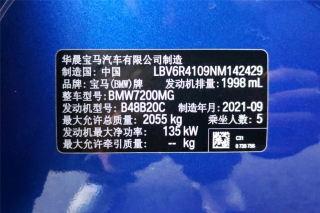 华晨宝马汽车有限公司制造
制造国：中国 LBV6R4109NM142429
品牌：宝马(BMW)牌 发动机排量：1998 mL
整车型号：BMW7200MG
发动机型号：B48B20C 制造年月：2021-09
最大允许总质量：2055 kg 乘坐人数：5
发动机最大净功率：135 kW
最大允许牵引质量：-- kg
C31